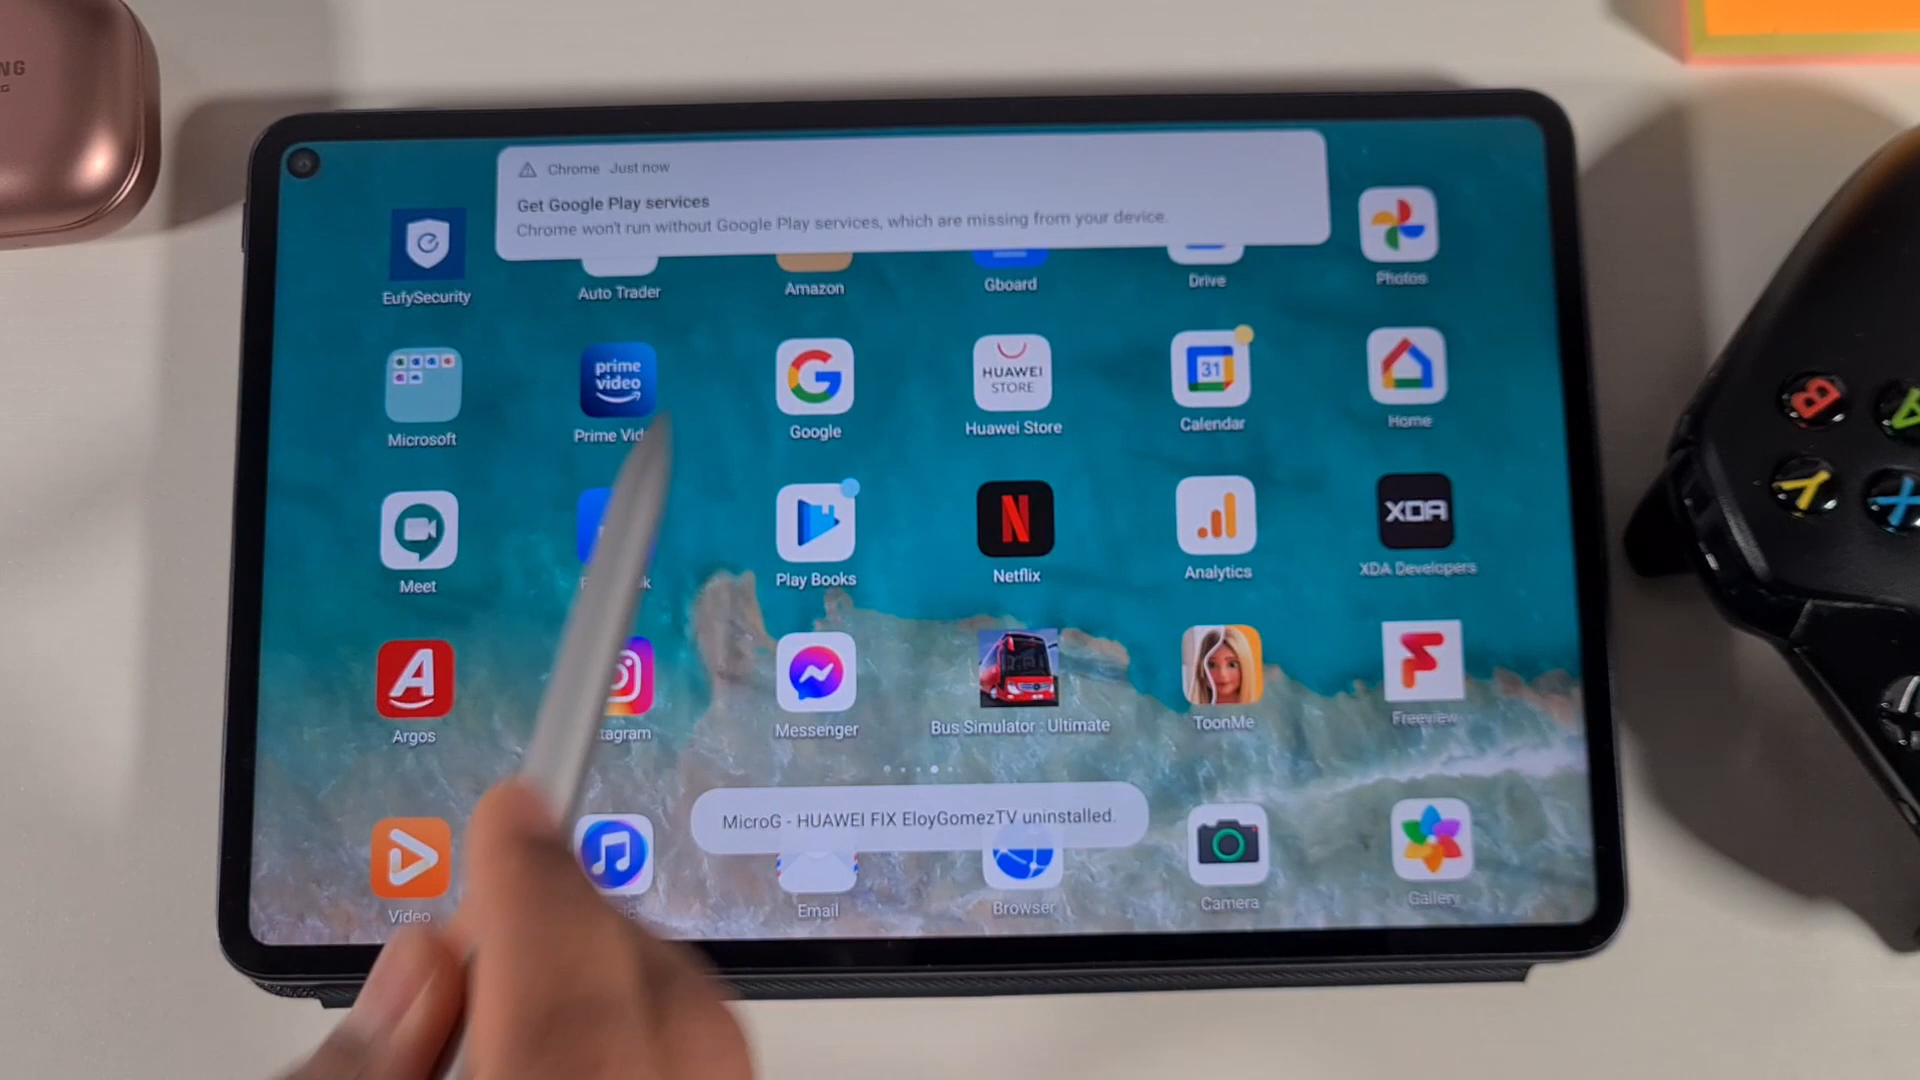 NG
Chrome Just now
Get Google Play services
Chrome won't run without Google Play services, which are missing from your device.
EufySecurity
Auto Trader
Amazon
Gboard
Drive
Photos
prime
video
HUAWEI
STORE
31
Microsoft
Prime Vid
Google
Huawei Store
Calendar
Home
N
XDA
Meet
k
Play Books
Netflix
Analytics
XDA Developers
A
Argos
tagram
Messenger
Bus Simulator : Ultimate
ToonMe
Freeview
MicroG - HUAWEI FIX EloyGomezTV uninstalled.
Video
Email
Browser
Camera
Gallery
B
A
Y
X